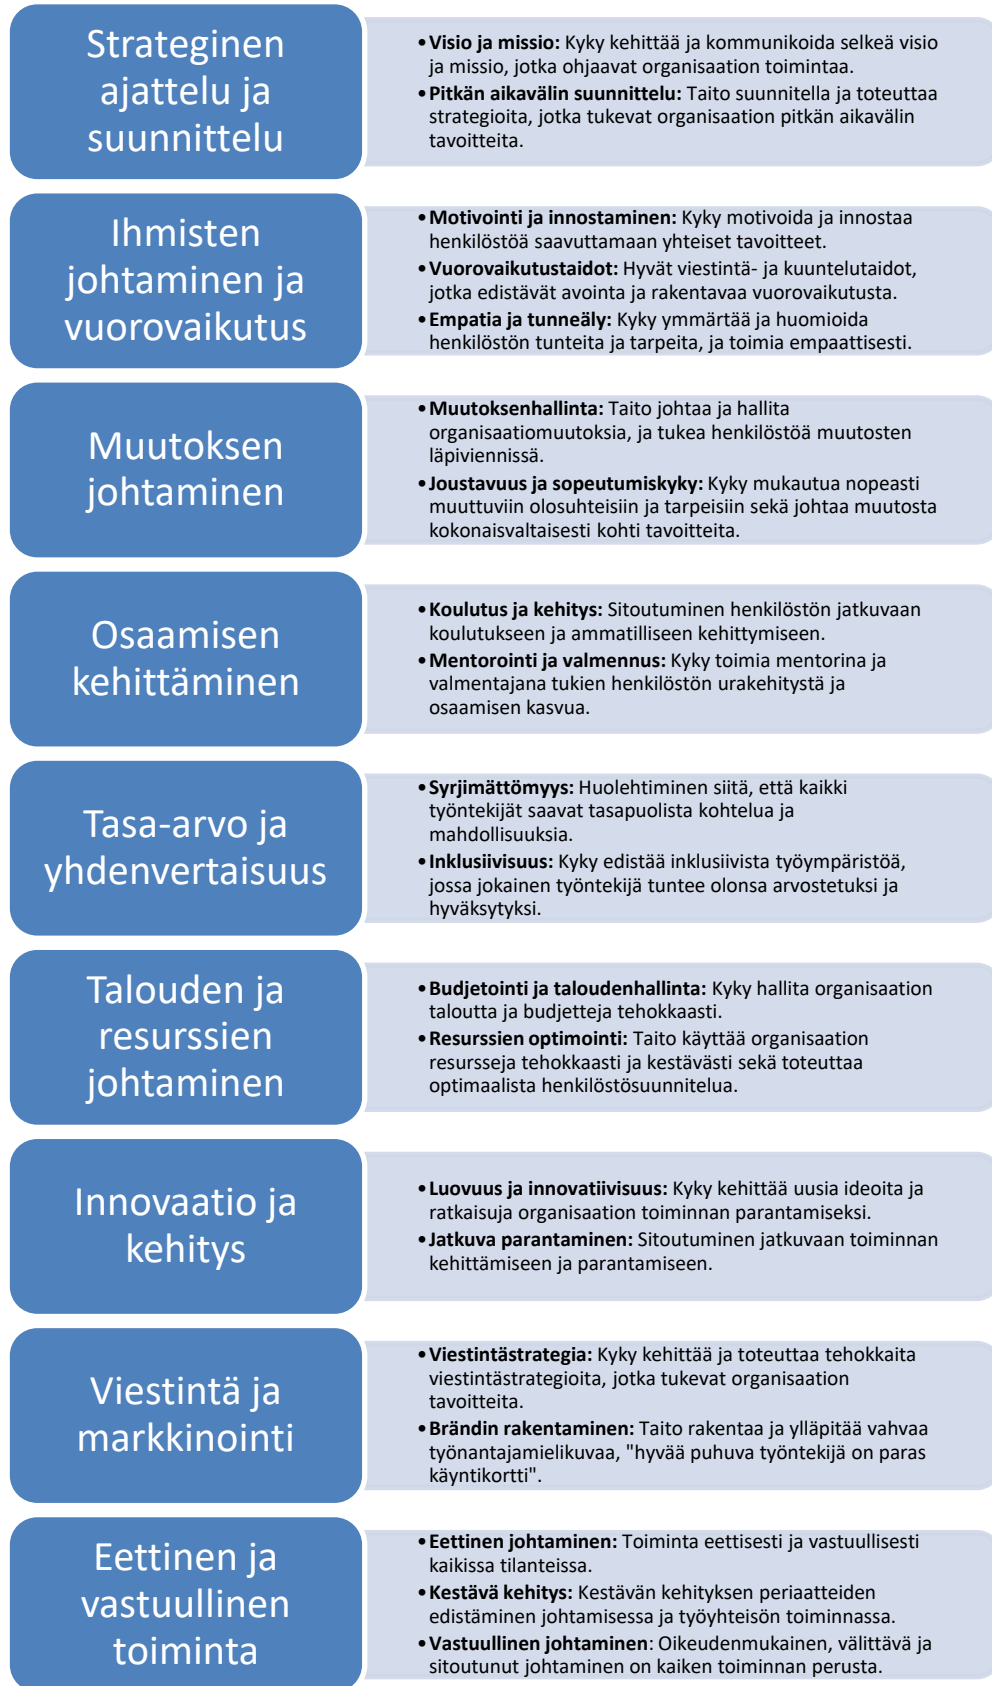 Strateginen
ajattelu ja
suunnittelu
•Visio ja missio: Kyky kehittää ja kommunikoida selkeä visio
ja missio, jotka ohjaavat organisaation toimintaa.
•Pitkän aikavälin suunnittelu: Taito suunnitella ja toteuttaa
strategioita, jotka tukevat organisaation pitkän aikavälin
tavoitteita.
Ihmisten
johtaminen ja
vuorovaikutus
•Motivointi ja innostaminen: Kyky motivoida ja innostaa
henkilöstöä saavuttamaan yhteiset tavoitteet.
•Vuorovaikutustaidot: Hyvät viestintä- ja kuuntelutaidot,
jotka edistävät avointa ja rakentavaa vuorovaikutusta.
•Empatia ja tunneäly: Kyky ymmärtää ja huomioida
henkilöstön tunteita ja tarpeita, ja toimia empaattisesti.
Muutoksen
johtaminen
•Muutoksenhallinta: Taito johtaa ja hallita
organisaatiomuutoksia, ja tukea henkilöstöä muutosten
läpiviennissä.
•Joustavuus ja sopeutumiskyky: Kyky mukautua nopeasti
muuttuviin olosuhteisiin ja tarpeisiin sekä johtaa muutosta
kokonaisvaltaisesti kohti tavoitteita.
Osaamisen
kehittäminen
•Koulutus ja kehitys: Sitoutuminen henkilöstön jatkuvaan
koulutukseen ja ammatilliseen kehittymiseen.
•Mentorointi ja valmennus: Kyky toimia mentorina ja
valmentajana tukien henkilöstön urakehitystä ja
osaamisen kasvua.
Tasa-arvo ja
yhdenvertaisuus
•Syrjimättömyys: Huolehtiminen siitä, että kaikki
työntekijät saavat tasapuolista kohtelua ja
mahdollisuuksia.
•Inklusiivisuus: Kyky edistää inklusiivista työympäristöä,
jossa jokainen työntekijä tuntee olonsa arvostetuksi ja
hyväksytyksi.
Talouden ja
resurssien
johtaminen
•Budjetointi ja taloudenhallinta: Kyky hallita organisaation
taloutta ja budjetteja tehokkaasti.
•Resurssien optimointi: Taito käyttää organisaation
resursseja tehokkaasti ja kestävästi sekä toteuttaa
optimaalista henkilöstösuunnitelua.
Innovaatio ja
kehitys
•Luovuus ja innovatiivisuus: Kyky kehittää uusia ideoita ja
ratkaisuja organisaation toiminnan parantamiseksi.
•Jatkuva parantaminen: Sitoutuminen jatkuvaan toiminnan
kehittämiseen ja parantamiseen.
Viestintä ja
markkinointi
•Viestintästrategia: Kyky kehittää ja toteuttaa tehokkaita
viestintästrategioita, jotka tukevat organisaation
tavoitteita.
•Brändin rakentaminen: Taito rakentaa ja ylläpitää vahvaa
työnantajamielikuvaa, "hyvää puhuva työntekijä on paras
käyntikortti".
Eettinen ja
vastuullinen
toiminta
•Eettinen johtaminen: Toiminta eettisesti ja vastuullisesti
kaikissa tilanteissa.
•Kestävä kehitys: Kestävän kehityksen periaatteiden
edistäminen johtamisessa ja työyhteisön toiminnassa.
•Vastuullinen johtaminen: Oikeudenmukainen, välittävä ja
sitoutunut johtaminen on kaiken toiminnan perusta.